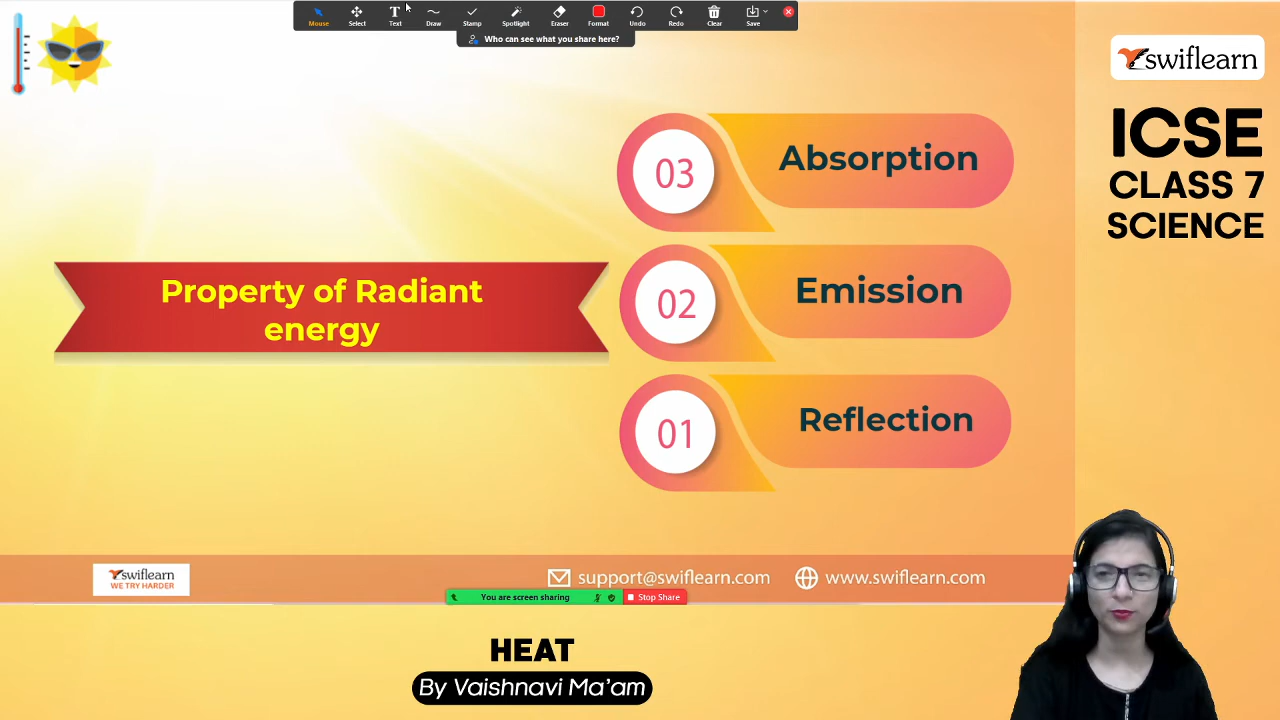 Mouse Select Text Draw Stamp Spotlight Eraser Format Undo Redo Clear Save
Who can see what you share here?
swiflearn
ICSE
CLASS 7
SCIENCE
03
Absorption
Property of Radiant
energy
02
Emission
01
Reflection
swiflearn
WE TRY HARDER
support@swiflearn.com
www.swiflearn.com
You are screen sharing
Stop Share
HEAT
By Vaishnavi Ma'am